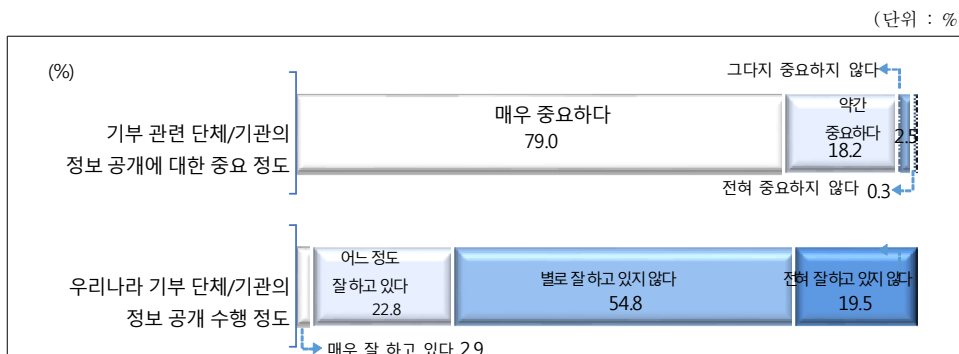 (단위 : %
(%)
그다지 중요하지 않다
기부 관련 단체/기관의
정보 공개에 대한 중요 정도
매우 중요하다
79.0
약간
중요하다
18.2
2.5
전혀 중요하지 않다 0.3
우리나라 기부 단체/기관의
정보 공개 수행 정도
어느 정도
잘 하고 있다
22.8
별로 잘 하고 있지 않다
54.8
전혀 잘하고 있지 않다
19.5
매우 잘 하고 있다 2.9